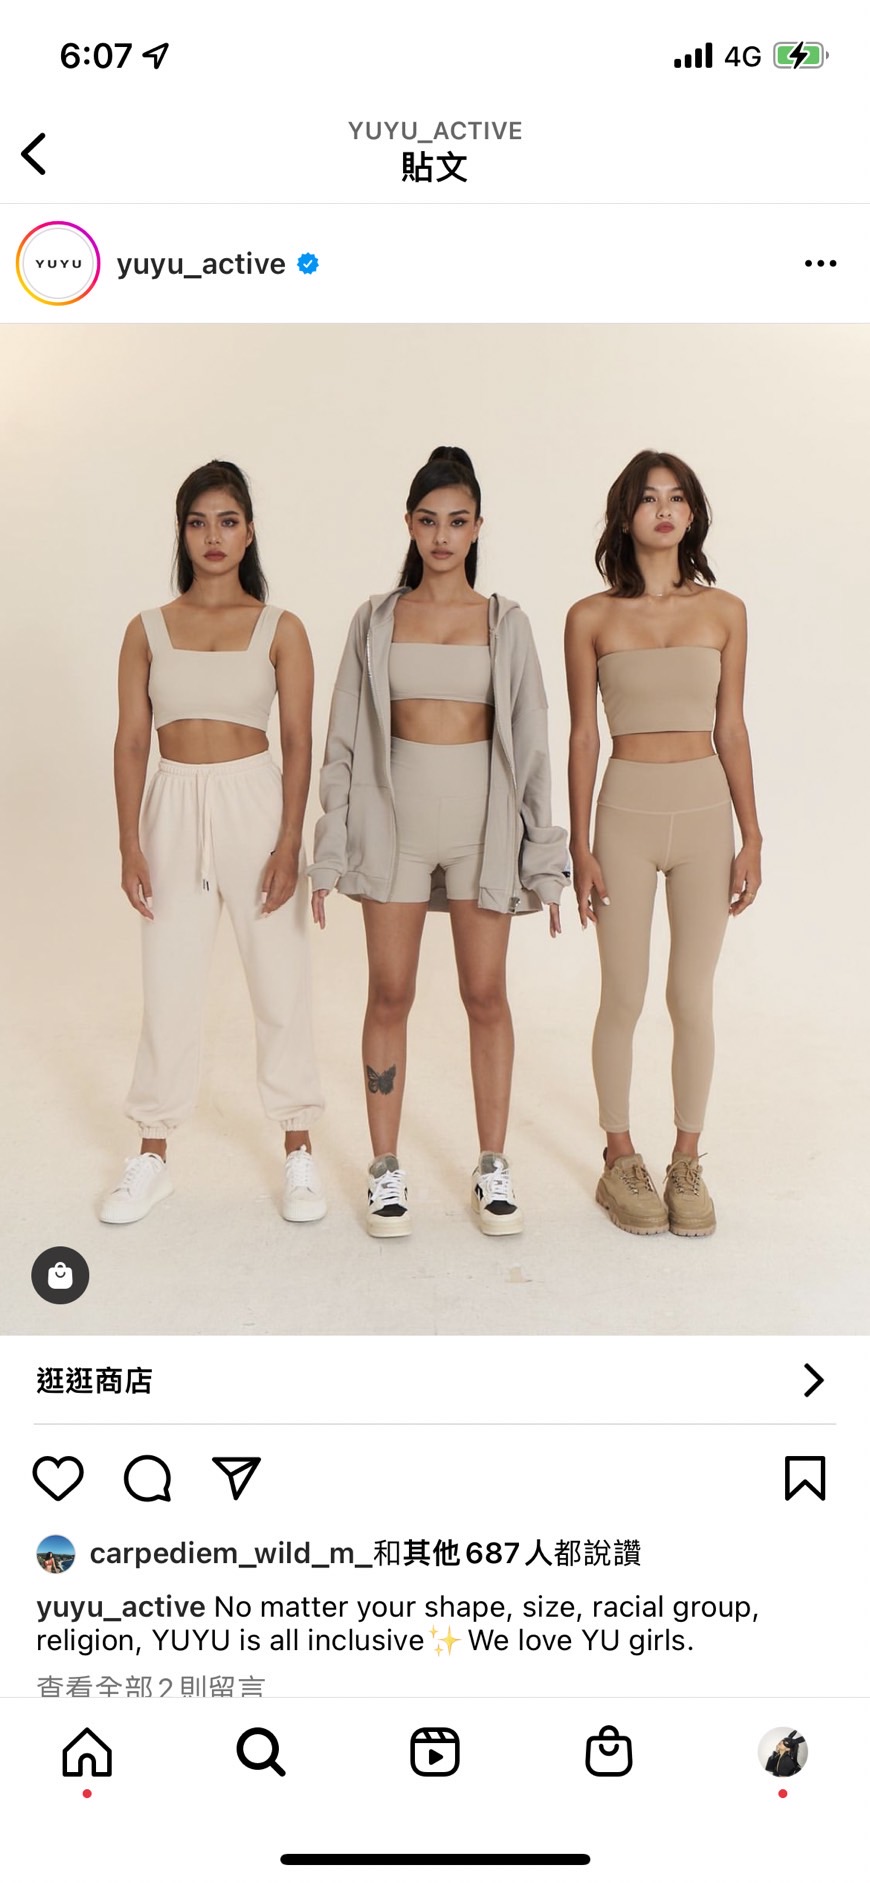 6:07
4G
YUYU_ACTIVE
貼文
YUYU
yuyu_active
逛逛商店
carpediem_wild_m_和其他 687 人都說讚
yuyu_active No matter your shape, size, racial group,
religion, YUYU is all inclusive✨ We love YU girls.
查看全部 2 則留言